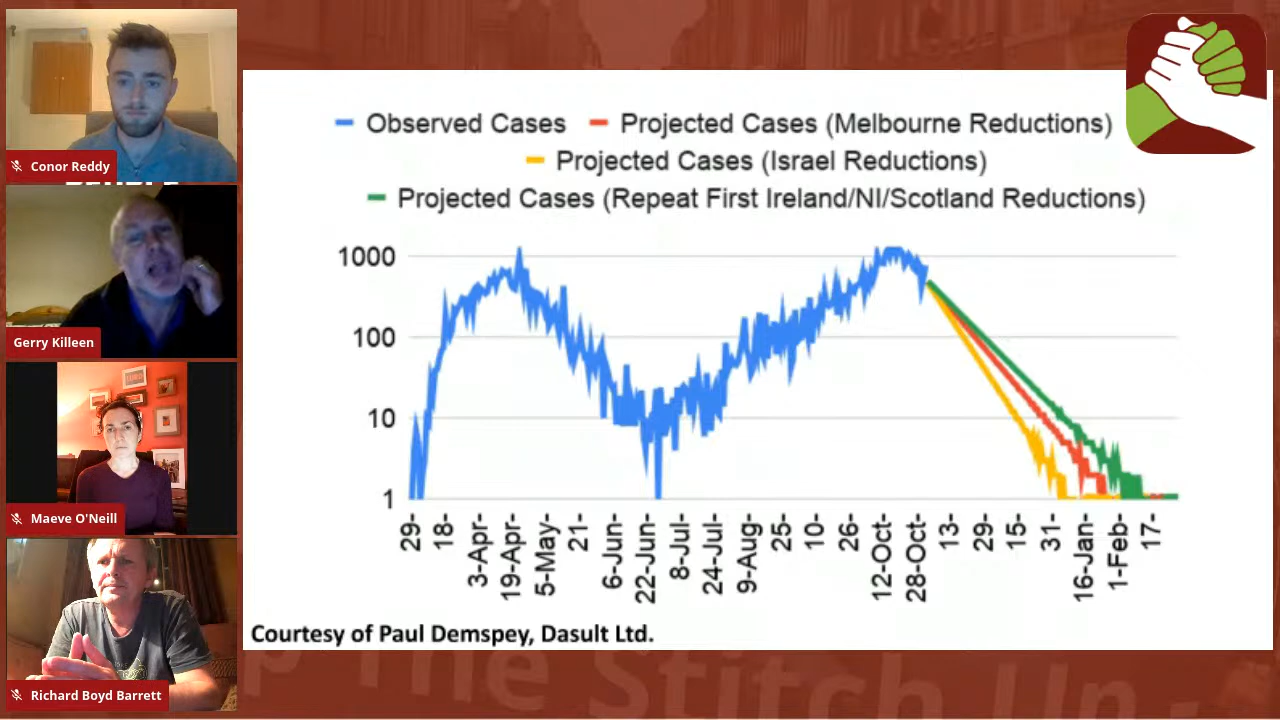 Conor Reddy
Gerry Killeen
Maeve O'Neill
Richard Boyd Barrett
Observed Cases
Projected Cases (Melbourne Reductions)
Projected Cases (Israel Reductions)
Projected Cases (Repeat First Ireland/NI/Scotland Reductions)
1000
100
10
1
29-
18-
3-Apr-
19-Apr-
5-May-
21-
6-Jun-
22-Jun-
8-Jul-
24-Jul-
9-Aug-
25-
10-
26-
12-Oct-
28-Oct-
13-
29-
15-
31-
16-Jan-
1-Feb-
17-
Courtesy of Paul Demspey, Dasult Ltd.
The Stitch Up